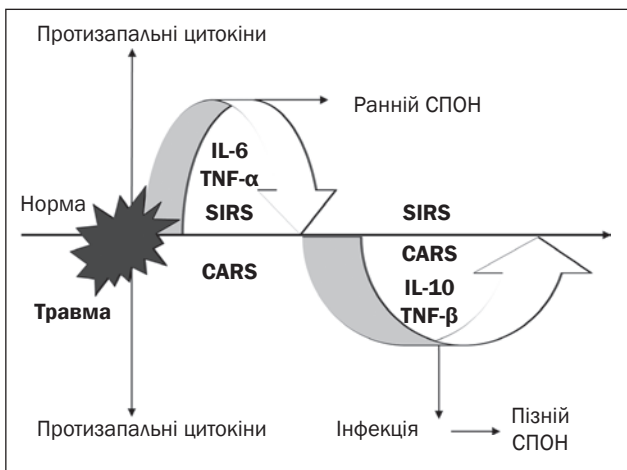 Протизапальні цитокіни
Ранній СПОН
IL-6
TNF-α
Норма
SIRS
SIRS
CARS
CARS
IL-10
TNF-β
Травма
Протизапальні цитокіни
Інфекція
Пізній
СПОН